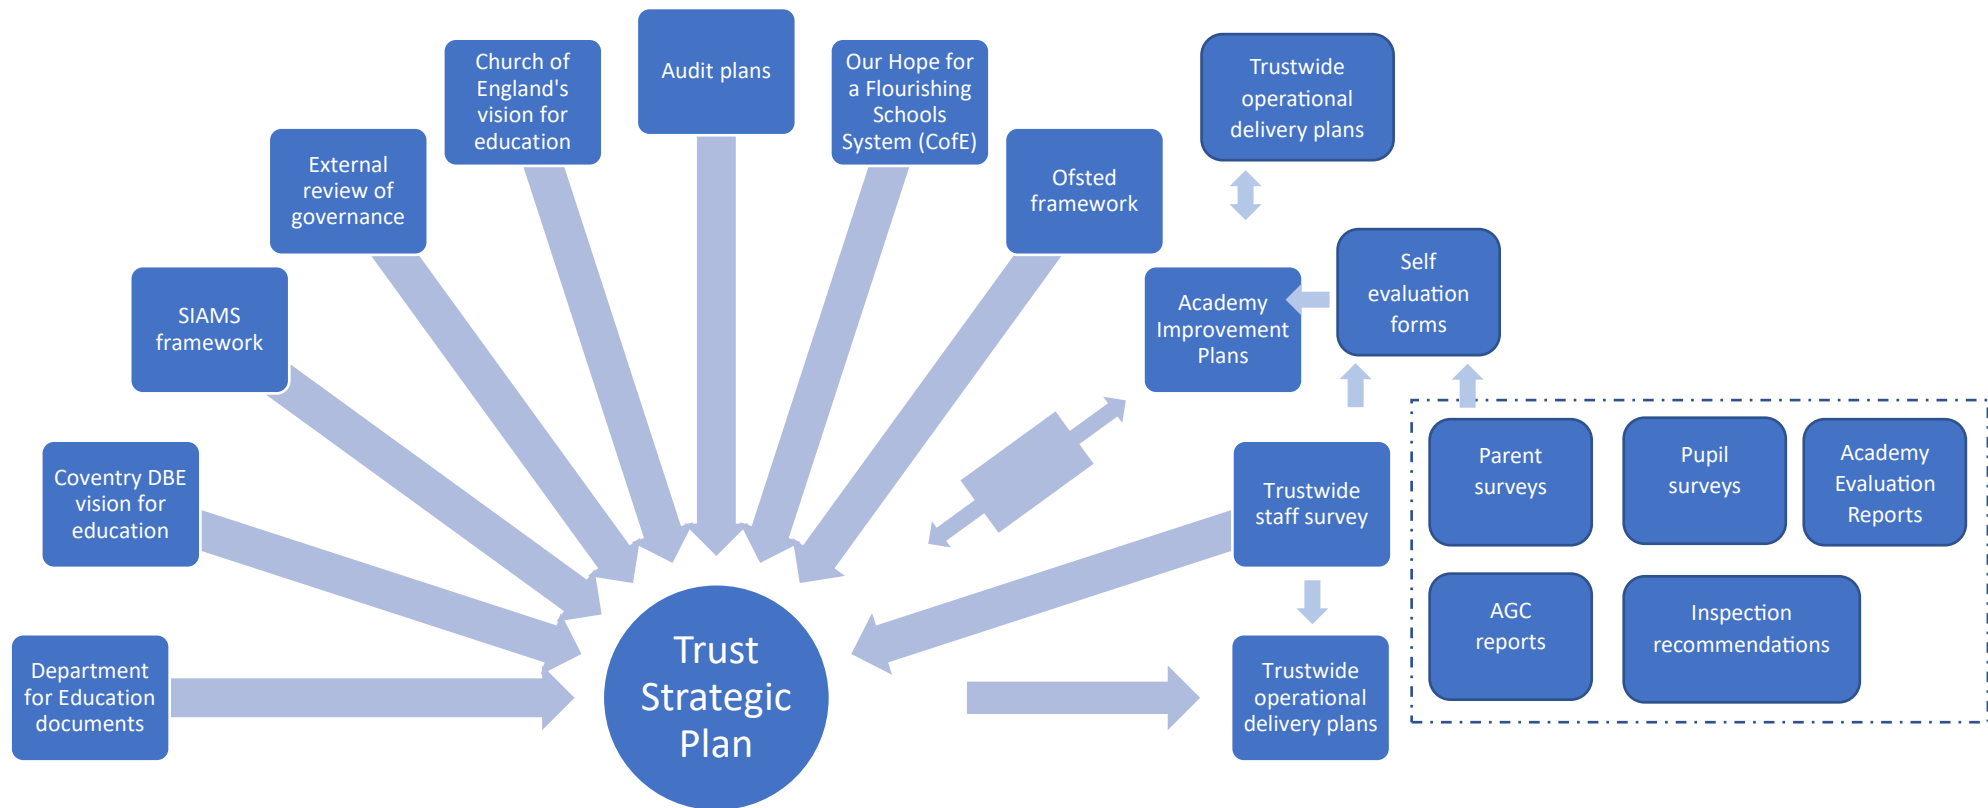 Audit plans
Church of
England's
vision for
education
Our Hope for
a Flourishing
Schools
System (CofE)
Trustwide
operational
delivery plans
External
review of
governance
Ofsted
framework
SIAMS
framework
Academy
Improvement
Plans
Self
evaluation
forms
Coventry DBE
vision for
education
Trustwide
staff survey
Parent
surveys
Pupil
surveys
Academy
Evaluation
Reports
AGC
reports
Inspection
recommendations
Department
for Education
documents
Trust
Strategic
Plan
Trustwide
operational
delivery plans